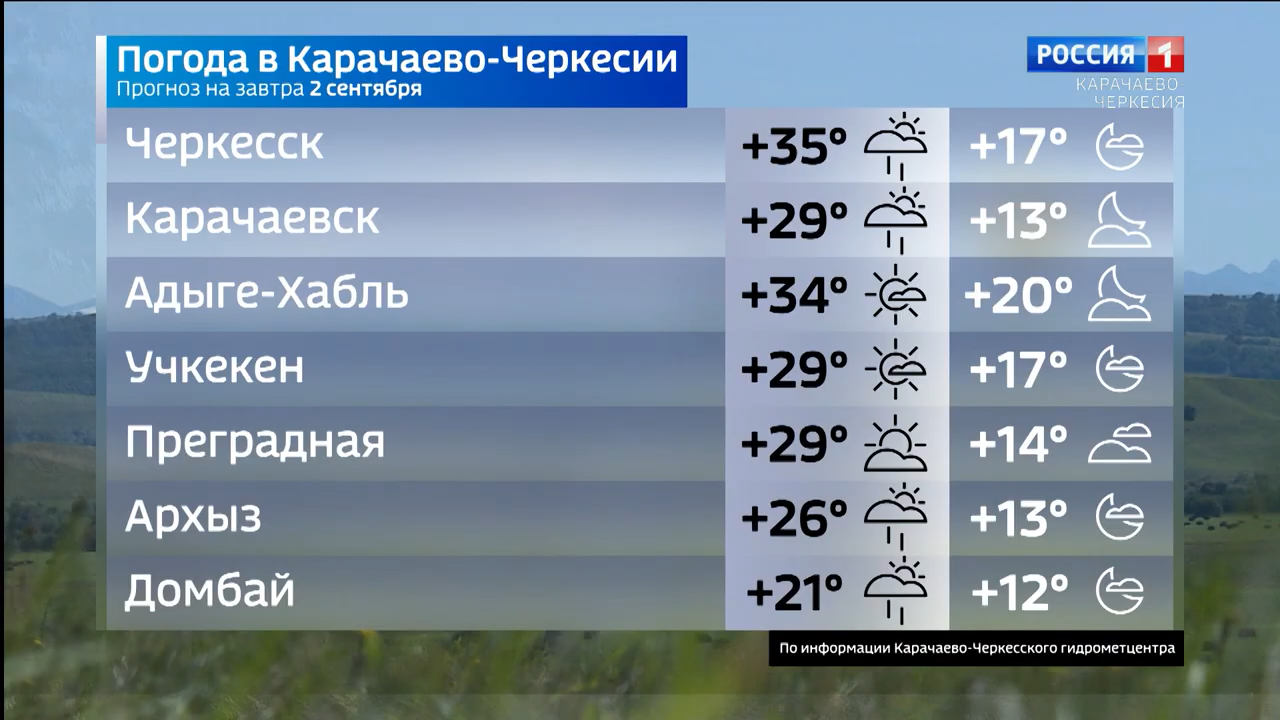 Погода в Карачаево-Черкесии
Прогноз на завтра 2 сентября
РОССИЯ 1
КАРАЧАЕВО-
ЧЕРКЕСИЯ
Черкесск +35° +17°
Карачаевск +29° +13°
Адыге-Хабль +34° +20°
Учкекен +29° +17°
Преградная +29° +14°
Архыз +26° +13°
Домбай +21° +12°
По информации Карачаево-Черкесского гидрометцентра